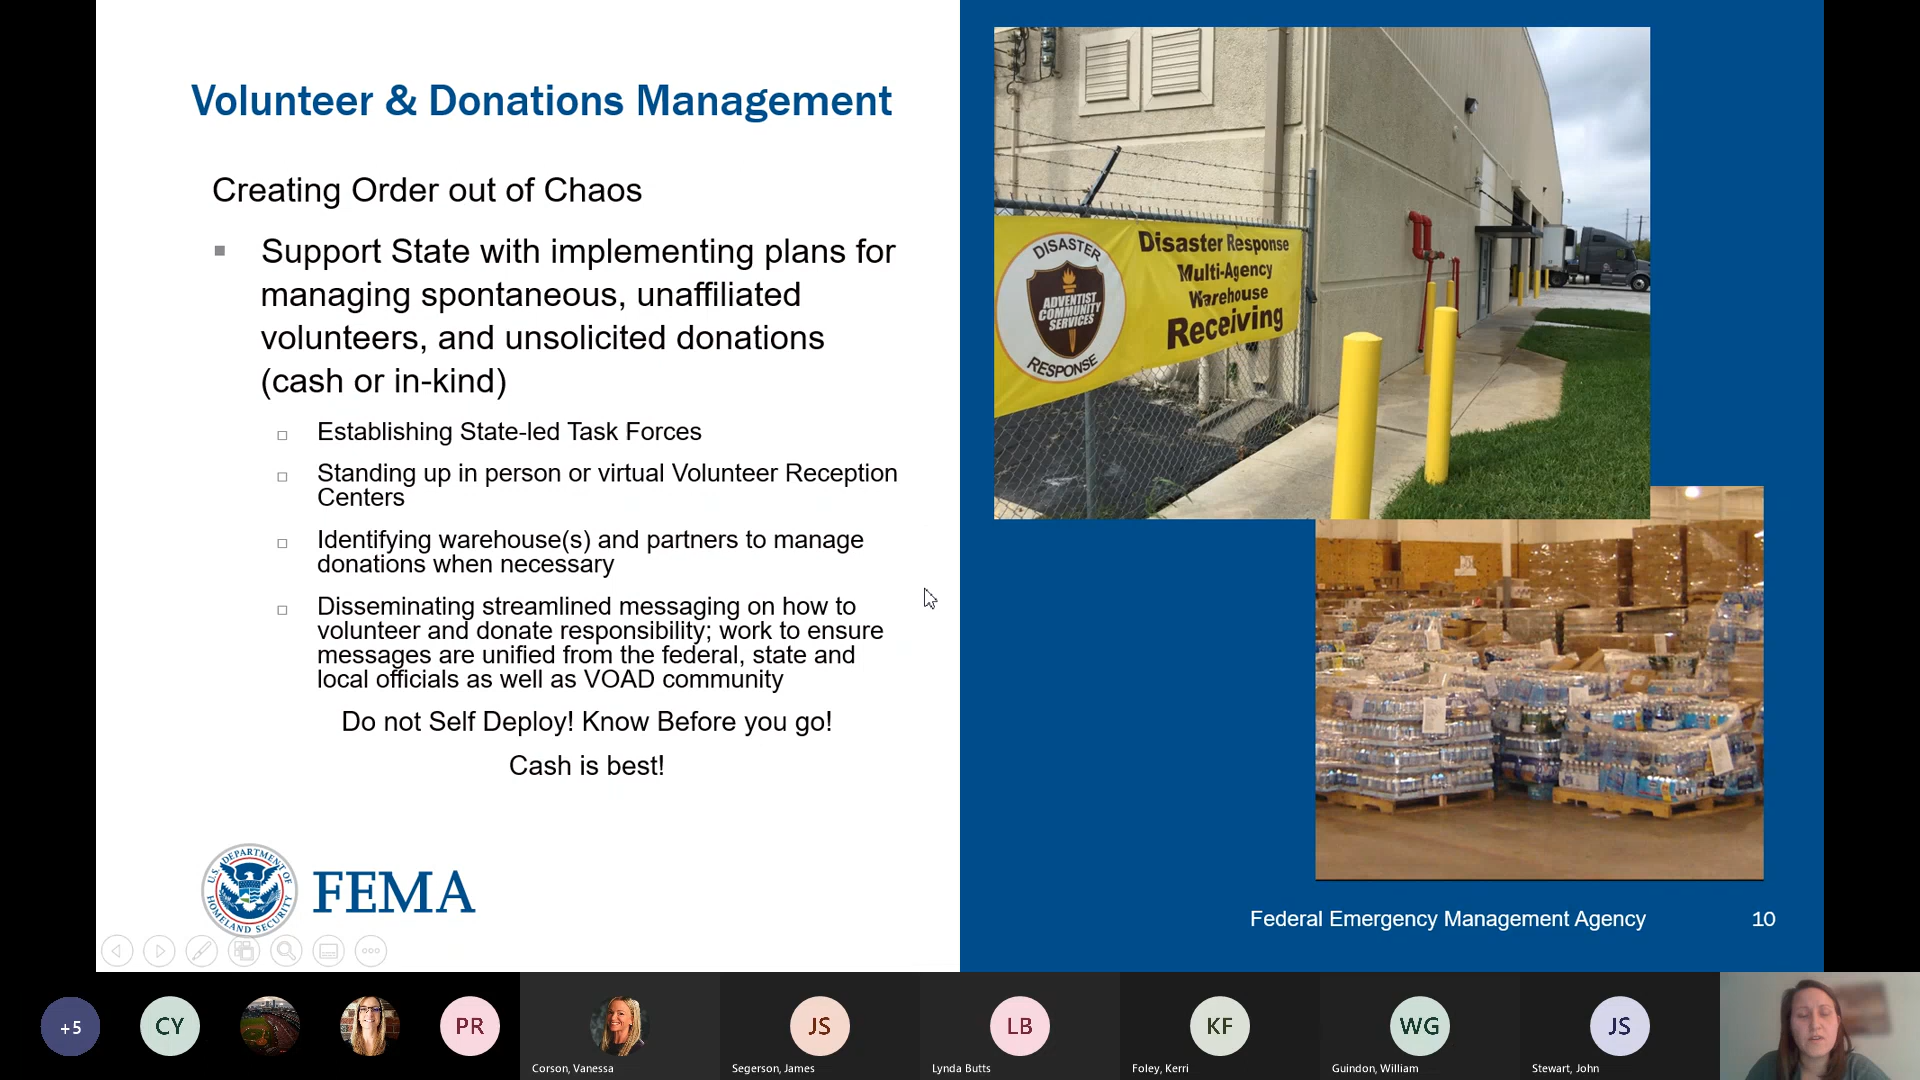 Volunteer & Donations Management
Creating Order out of Chaos
Support State with implementing plans for
managing spontaneous, unaffiliated
volunteers, and unsolicited donations
(cash or in-kind)
Establishing State-led Task Forces
Standing up in person or virtual Volunteer Reception
Centers
Identifying warehouse(s) and partners to manage
donations when necessary
Disseminating streamlined messaging on how to
volunteer and donate responsibility; work to ensure
messages are unified from the federal, state and
local officials as well as VOAD community
Do not Self Deploy! Know Before you go!
Cash is best!
U.S. DEPARTMENT OF
HOMELAND SECURITY
FEMA
DISASTER
ADVENTIST
COMMUNITY
SERVICES
RESPONSE
Disaster Response
Multi-Agency
Warehouse
Receiving
Federal Emergency Management Agency
10
+5
CY
PR
Corson, Vanessa
JS
Segerson, James
LB
Lynda Butts
KF
Foley, Kerri
WG
Guindon, William
JS
Stewart, John